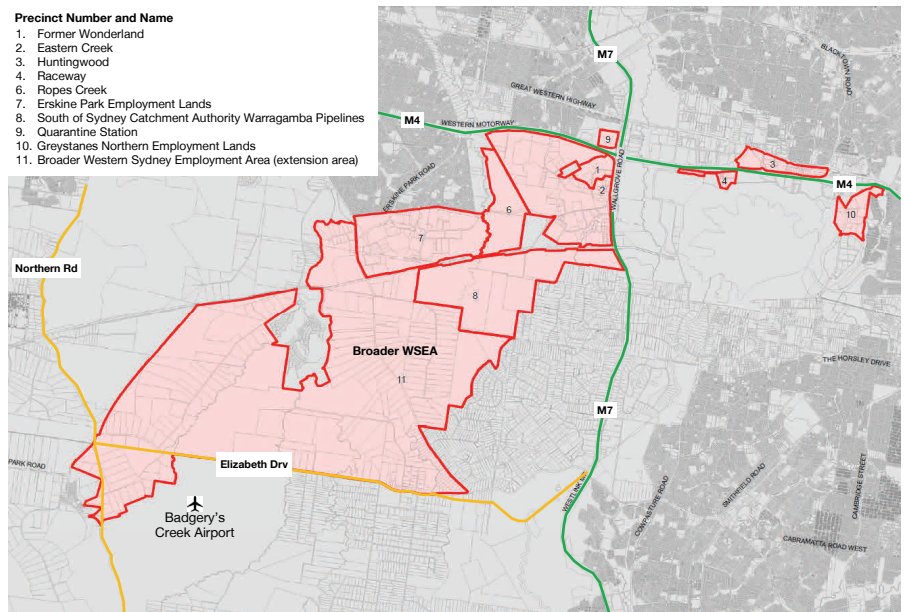 Precinct Number and Name
1. Former Wonderland
2. Eastern Creek
3. Huntingwood
4. Raceway
6. Ropes Creek
7. Erskine Park Employment Lands
8. South of Sydney Catchment Authority Warragamba Pipelines
9. Quarantine Station
10. Greystanes Northern Employment Lands
11. Broader Western Sydney Employment Area (extension area)
M7
BLACKTOWN ROAD
GREAT WESTERN HIGHWAY
M4
WESTERN MOTORWAY
9
3
1
ERSKINE PARK ROAD
2
WALLGROVE ROAD
4
M4
6
10
7
Northern Rd
8
Broader WSEA
THE HORSLEY DRIVE
11
M7
PARK ROAD
Elizabeth Drv
WESTLINK M7
COWPASTURE ROAD
SMITHFIELD ROAD
CAMBRIDGE STREET
Badgery's
Creek Airport
CABRAMATTA ROAD WEST